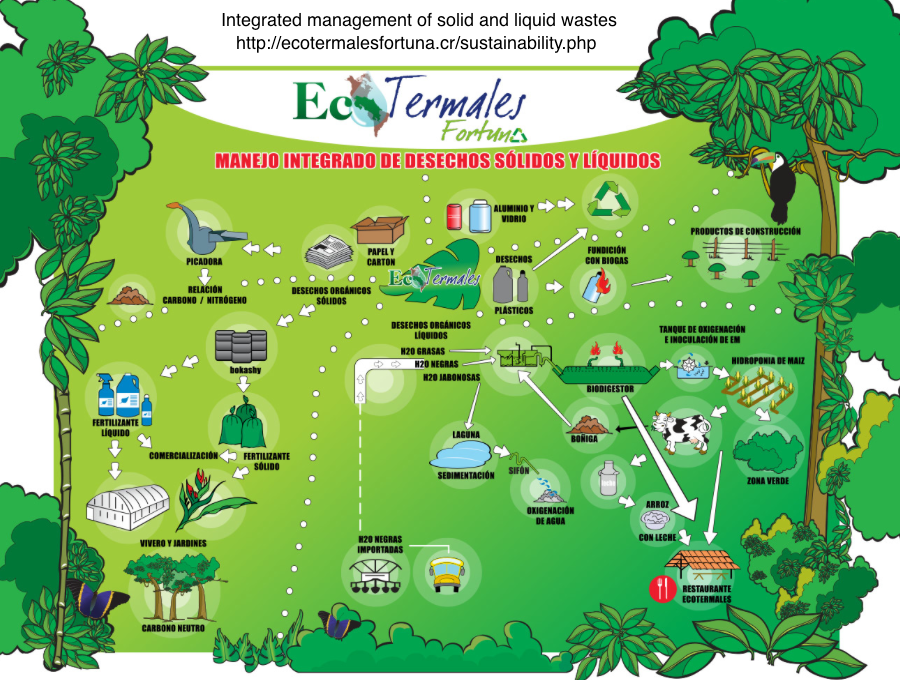 Integrated management of solid and liquid wastes
http://ecotermalesfortuna.cr/sustainability.php
EcoTermales
Fortuna
MANEJO INTEGRADO DE DESECHOS SÓLIDOS Y LÍQUIDOS
ALUMINIO Y
VIDRIO
PICADORA
PAPEL Y
CARTON
RELACIÓN
CARBONO / NITRÓGENO
DESECHOS ORGÁNICOS
SÓLIDOS
EcoTermales
DESECHOS
PLÁSTICOS
FUNDICIÓN
CON BIOGAS
PRODUCTOS DE CONSTRUCCIÓN
bokashy
FERTILIZANTE
LÍQUIDO
COMERCIALIZACIÓN
FERTILIZANTE
SÓLIDO
VIVERO Y JARDINES
CARBONO NEUTRO
DESECHOS ORGÁNICOS
LÍQUIDOS
H2O GRASAS
H2O NEGRAS
H2O JABONOSAS
BIODIGESTOR
TANQUE DE OXIGENACIÓN
E INOCULACIÓN DE EM
HIDROPONIA DE MAIZ
BOÑIGA
ZONA VERDE
LAGUNA
SEDIMENTACIÓN
SIFÓN
OXIGENACIÓN
DE AGUA
leche
ARROZ
CON LECHE
H2O NEGRAS
IMPORTADAS
RESTAURANTE
ECOTERMALES